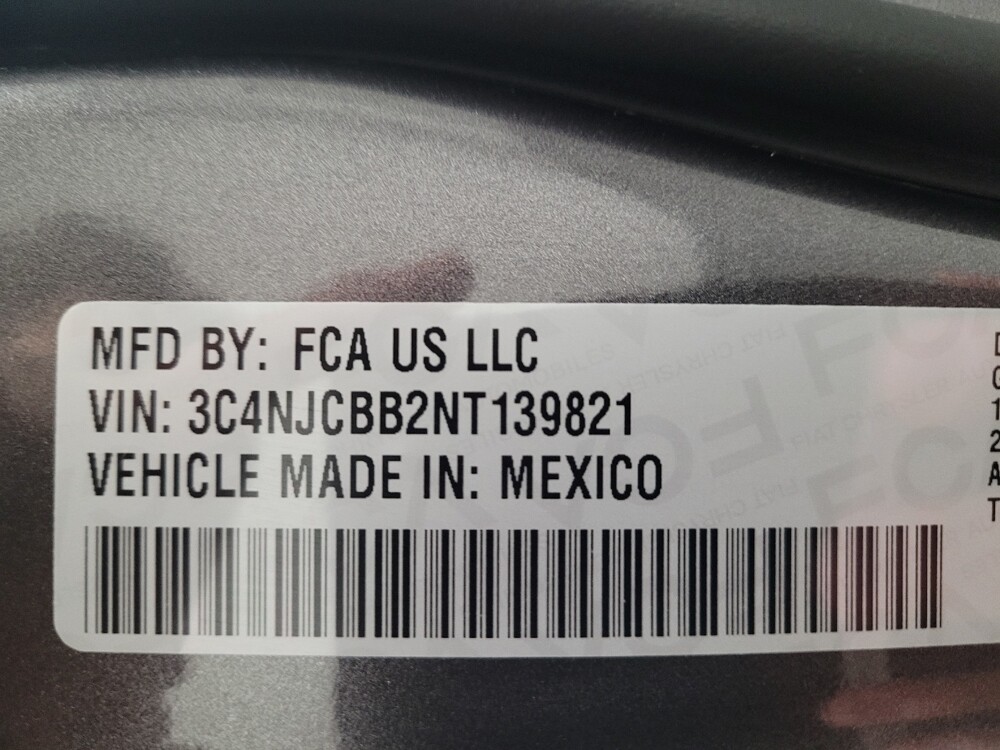 MFD BY: FCA US LLC
VIN: 3C4NJCBB2NT139821
VEHICLE MADE IN: MEXICO